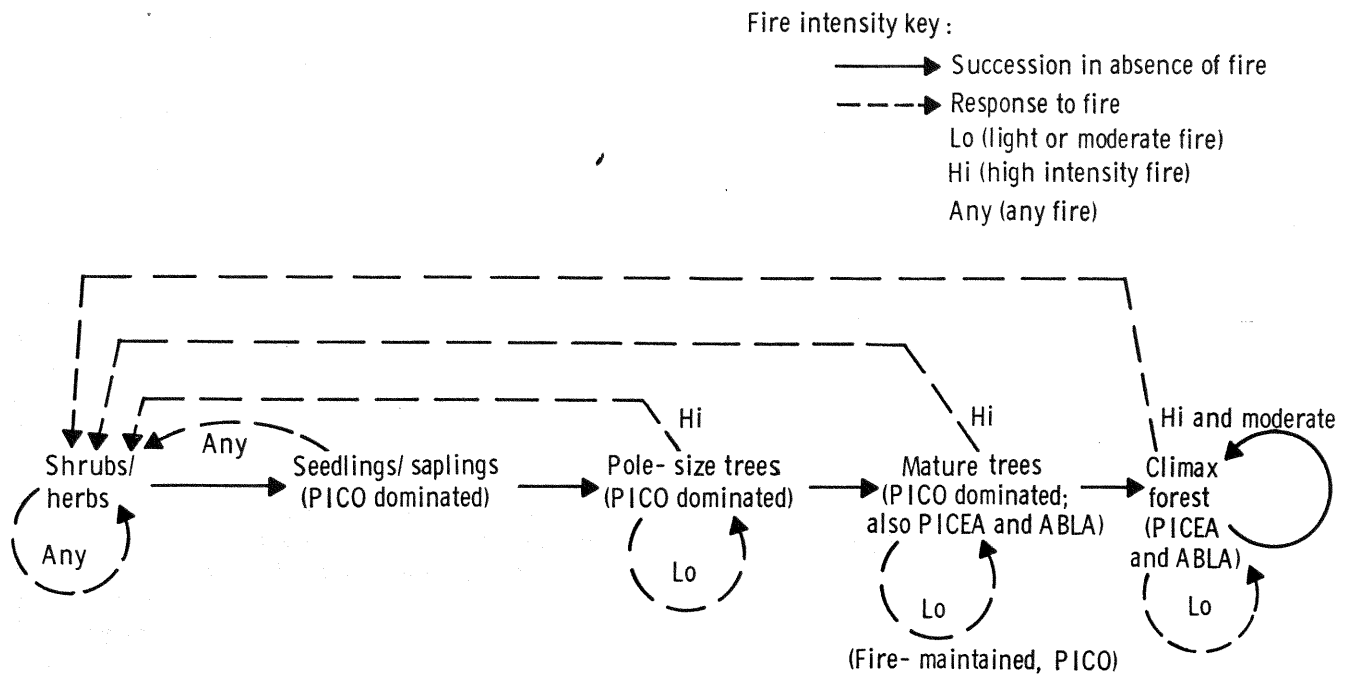 Fire intensity key:
Succession in absence of fire
Response to fire
Lo (light or moderate fire)
Hi (high intensity fire)
Any (any fire)
Hi
Hi
Hi and moderate
Any
Shrubs/
herbs
Seedlings/saplings
(PICO dominated)
Pole-size trees
(PICO dominated)
Mature trees
(PICO dominated;
also PICEA and ABLA)
Climax
forest
(PICEA
and ABLA)
Any
Lo
Lo
Lo
(Fire-maintained, PICO)